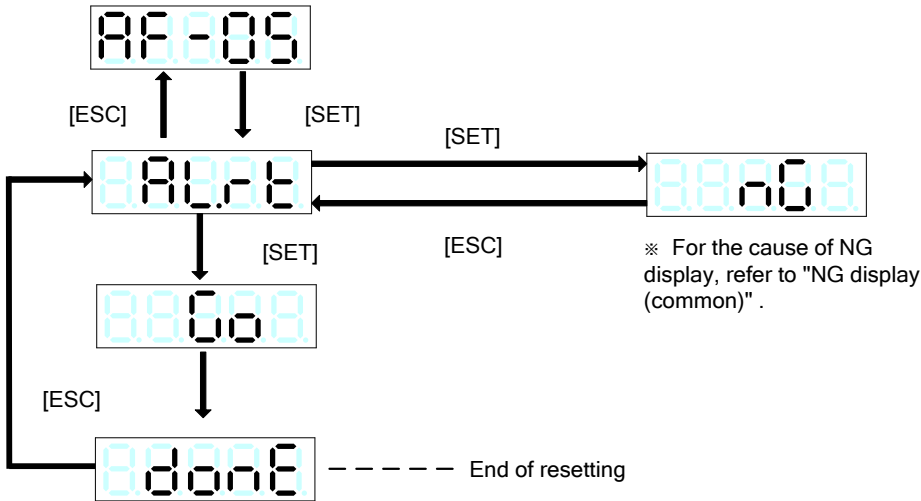 AF-05
[ESC]
[SET]
[SET]
AL.rt
nG
[SET]
[ESC]
※ For the cause of NG
display, refer to "NG display
(common)" .
Go
[ESC]
donE
End of resetting